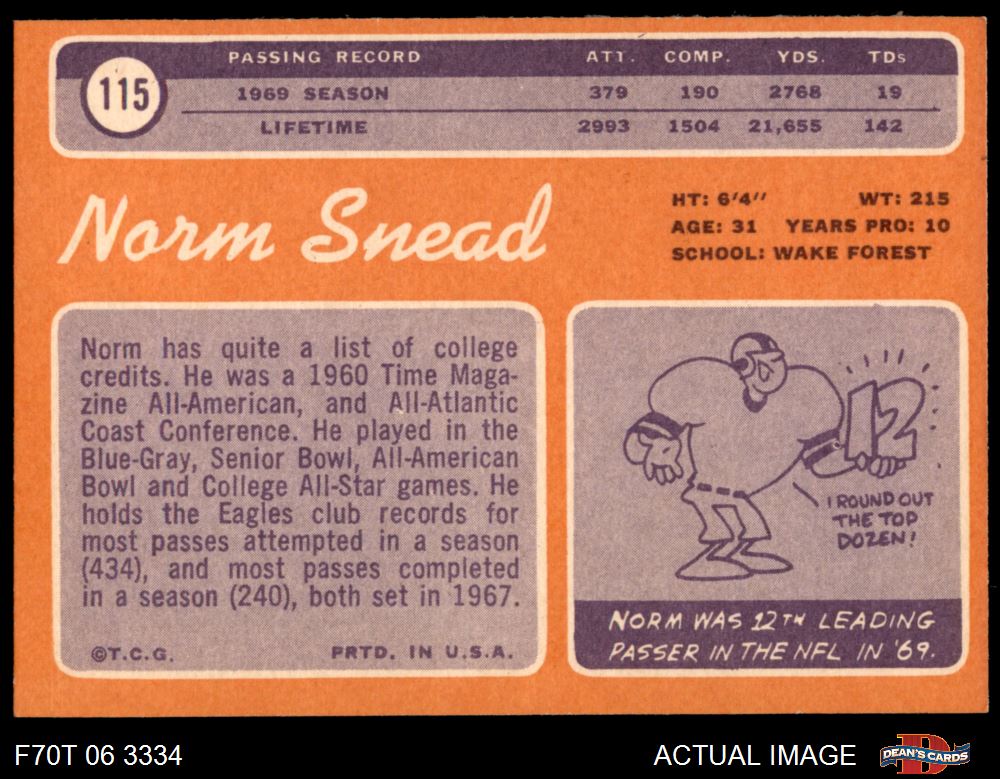 PASSING RECORD ATT. COMP. YDS. TDs
115
1969 SEASON 379 190 2768 19
LIFETIME 2993 1504 21,655 142
Norm Snead
HT: 6'4'' WT: 215
AGE: 31 YEARS PRO: 10
SCHOOL: WAKE FOREST
Norm has quite a list of college
credits. He was a 1960 Time Maga-
zine All-American, and All-Atlantic
Coast Conference. He played in the
Blue-Gray, Senior Bowl, All-American
Bowl and College All-Star games. He
holds the Eagles club records for
most passes attempted in a season
(434), and most passes completed
in a season (240), both set in 1967.
©T.C.G. PRTD. IN U.S.A.
12
I ROUND OUT
THE TOP
DOZEN!
NORM WAS 12TH LEADING
PASSER IN THE NFL IN '69.
F70T 06 3334
ACTUAL IMAGE
D
DEAN'S CARDS